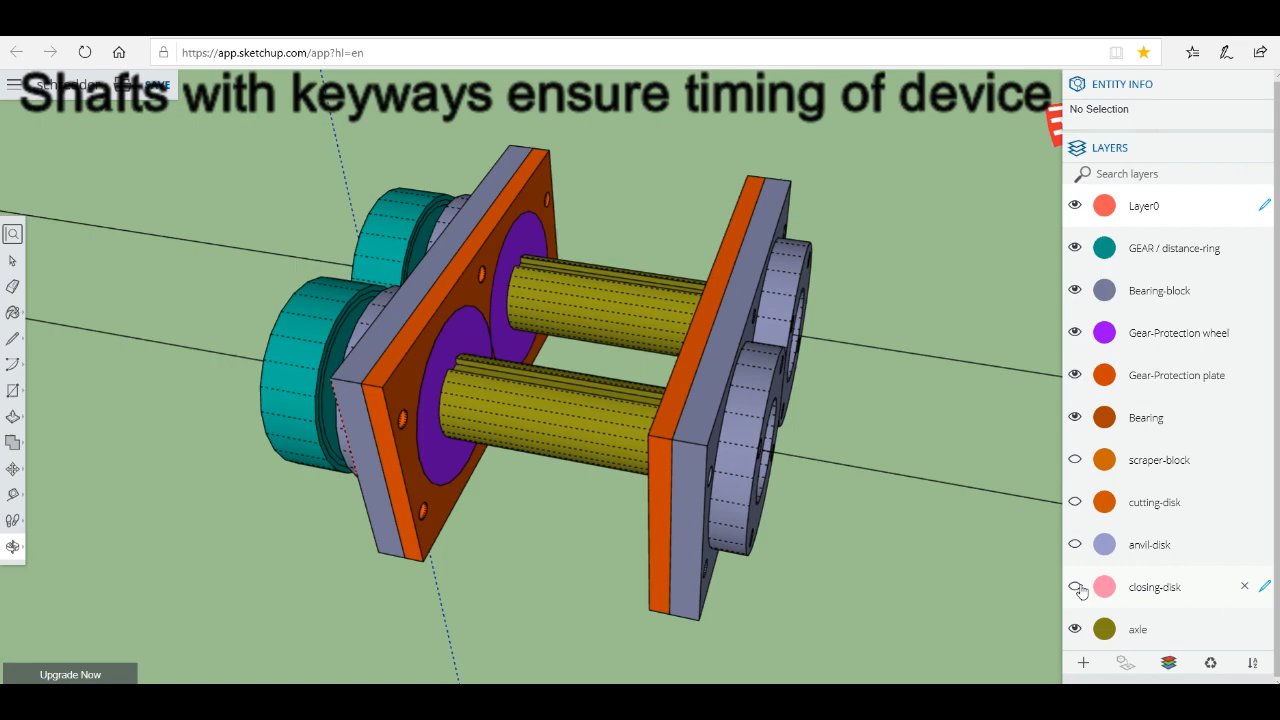 https://app.sketchup.com/app?hl=en
Shafts with keyways ensure timing of device
SAVE
ENTITY INFO
No Selection
LAYERS
Search layers
Layer0
GEAR / distance-ring
Bearing-block
Gear-Protection wheel
Gear-Protection plate
Bearing
scraper-block
cutting-disk
anvil-disk
closing-disk
axle
Upgrade Now